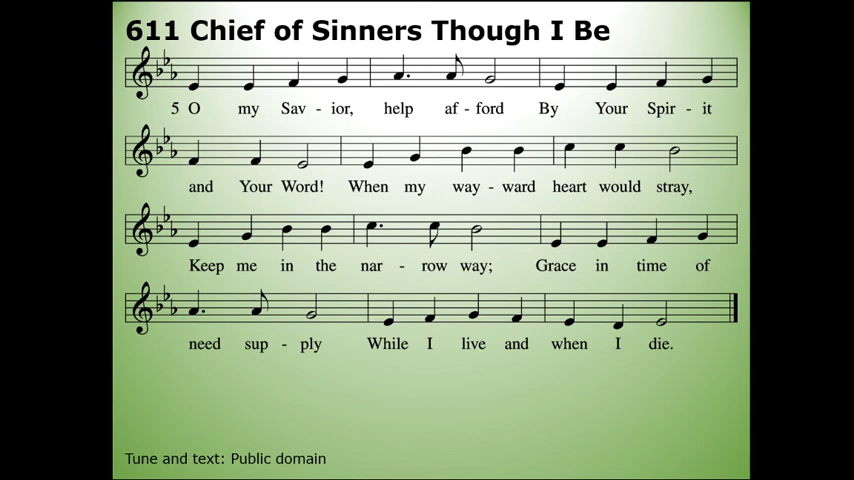 611 Chief of Sinners Though I Be
5 O my Sav - ior, help af - ford By Your Spir - it
and Your Word! When my way - ward heart would stray,
Keep me in the nar - row way; Grace in time of
need sup - ply While I live and when I die.
Tune and text: Public domain